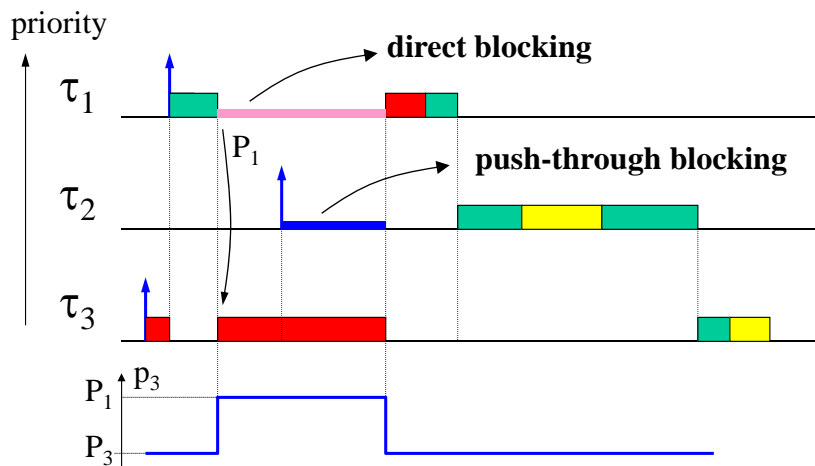 priority
direct blocking
τ1
P1
push-through blocking
τ2
τ3
p3
P1
P3